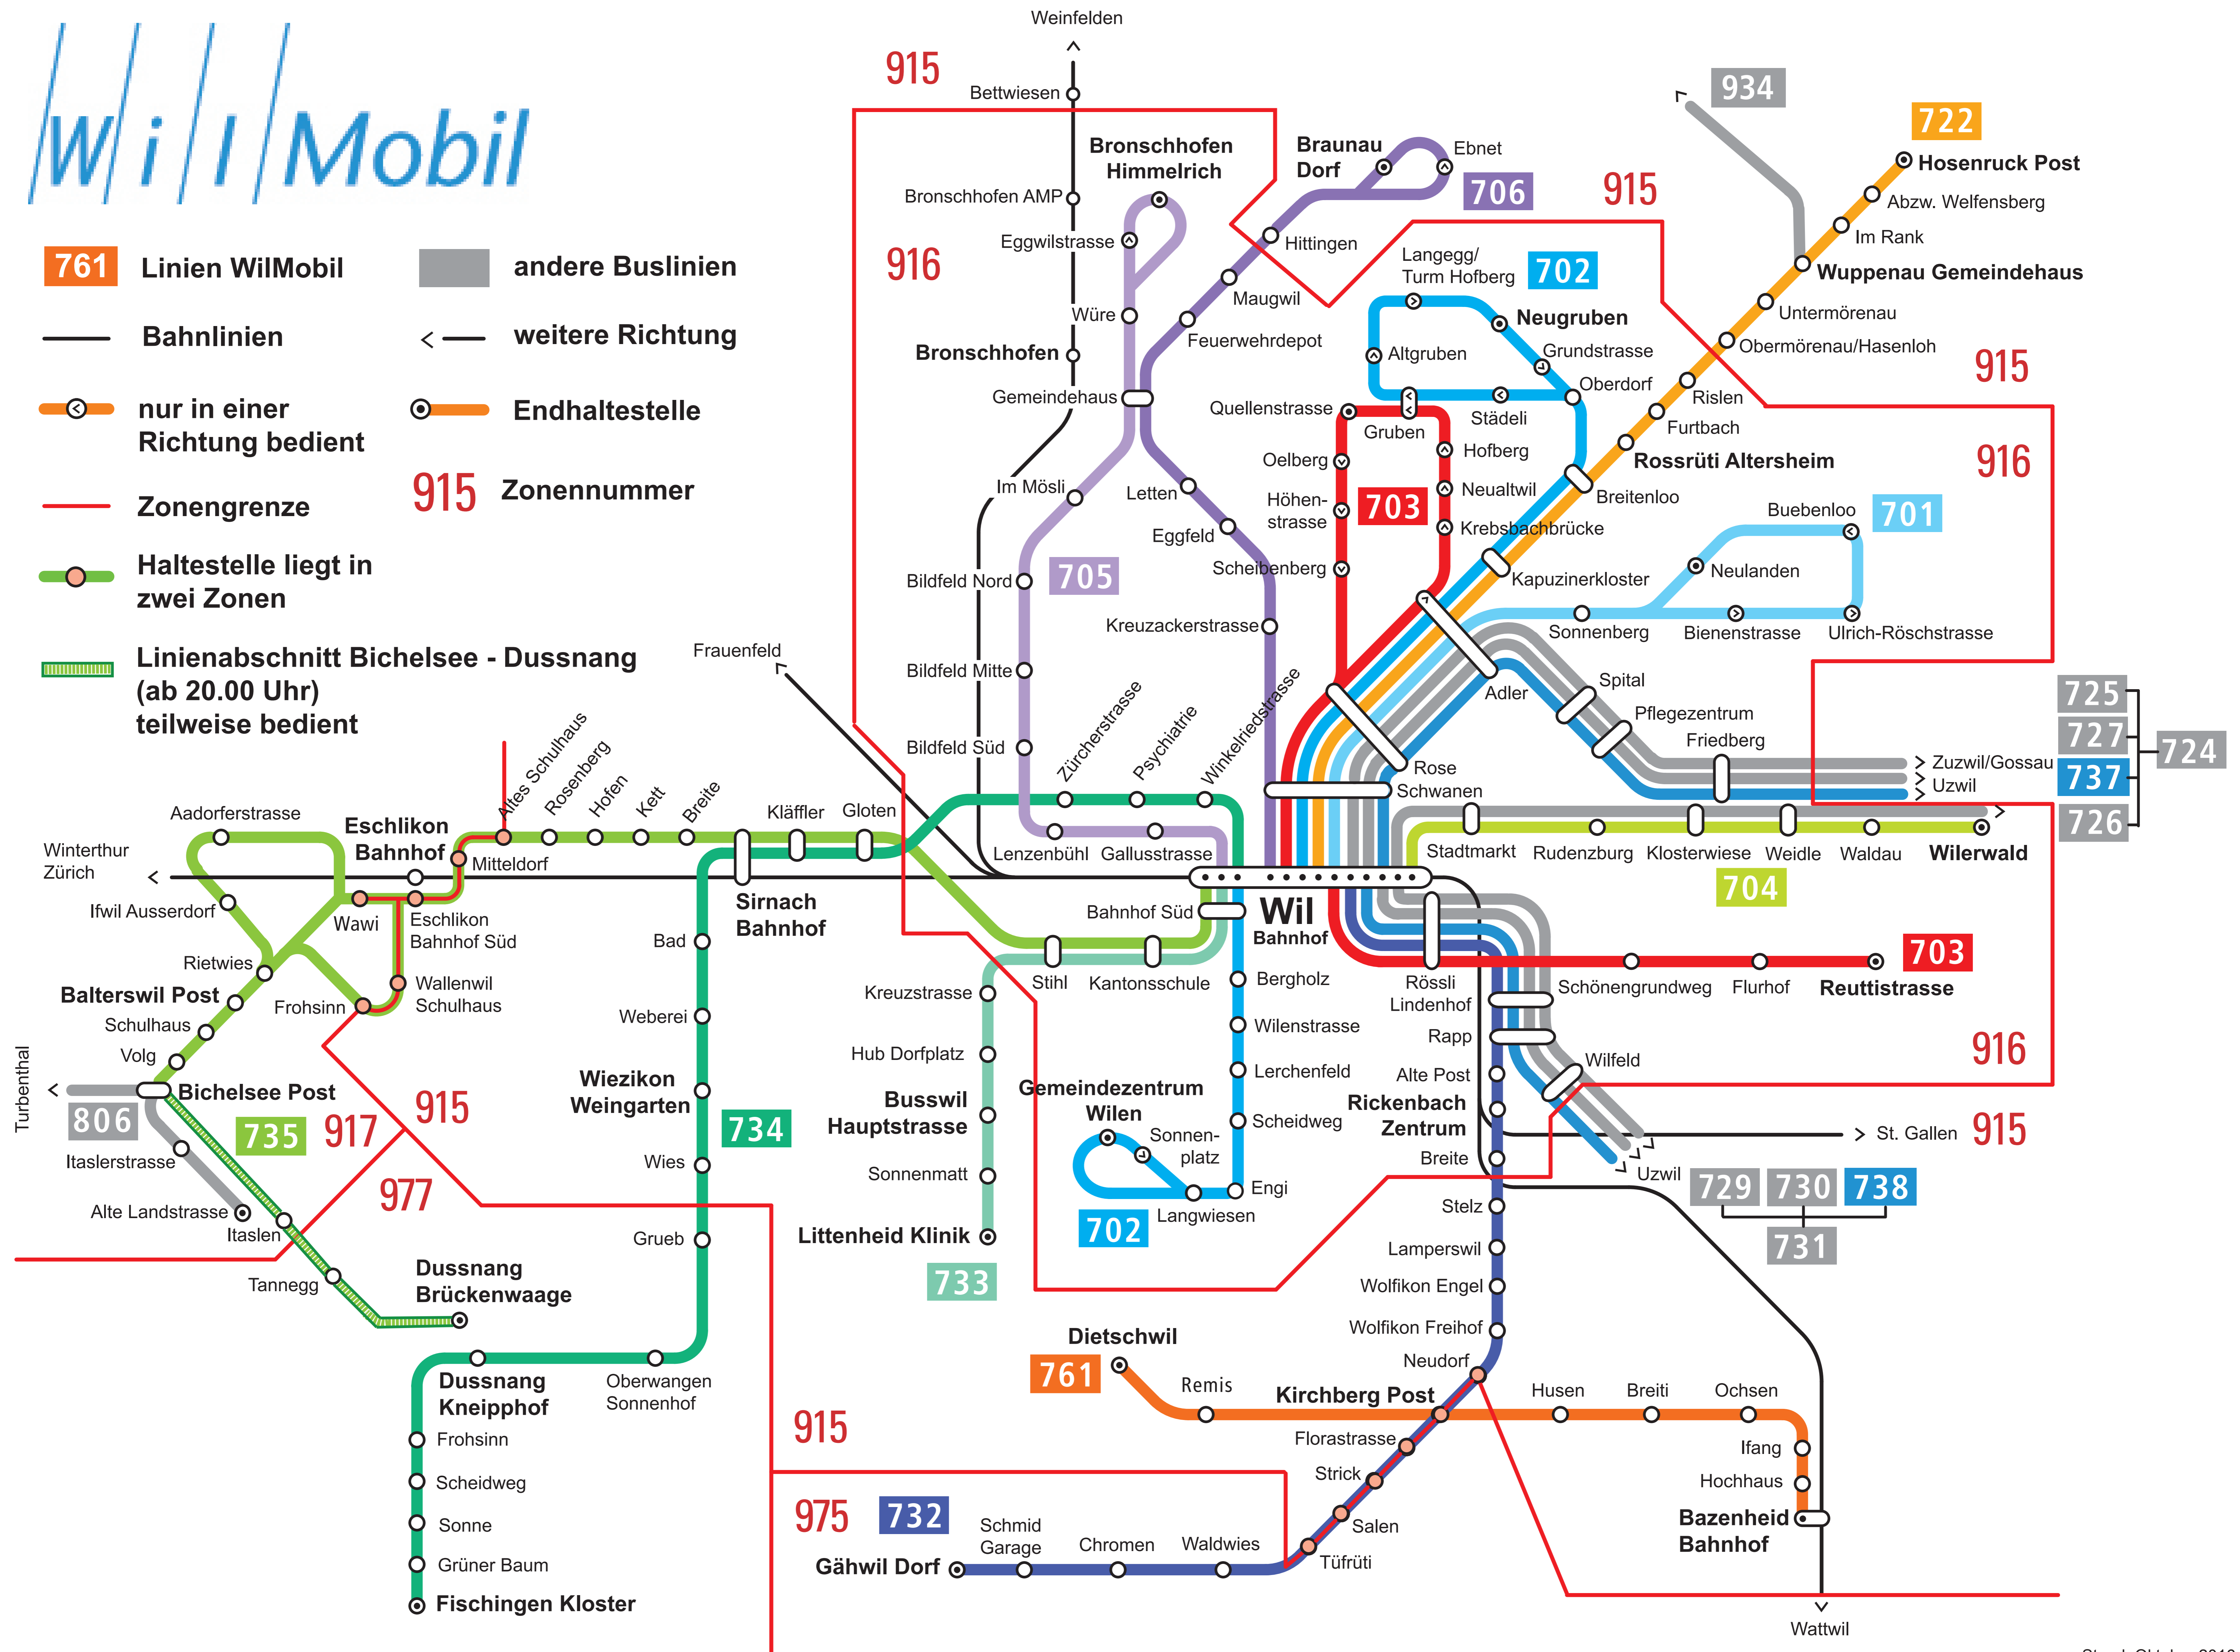 WilMobil
761 Linien WilMobil
andere Buslinien
Bahnlinien
weitere Richtung
nur in einer
Richtung bedient
Endhaltestelle
Zonengrenze
915 Zonennummer
Haltestelle liegt in
zwei Zonen
Linienabschnitt Bichelsee - Dussnang
(ab 20.00 Uhr)
teilweise bedient
Weinfelden
915
Bettwiesen
Bronschhofen AMP
916
Bronschhofen
Bronschhofen
Himmelrich
Eggwilstrasse
Würe
Gemeindehaus
Im Mösli
Bildfeld Nord
705
Bildfeld Mitte
Bildfeld Süd
Lenzenbühl
Gallusstrasse
Braunau
Dorf
Ebnet
706
Hittingen
Maugwil
Feuerwehrdepot
Letten
Eggfeld
Kreuzackerstrasse
915
934
722
Hosenruck Post
Abzw. Welfensberg
Im Rank
Wuppenau Gemeindehaus
Untermörenau
Obermörenau/Hasenloh
Rislen
Furtbach
Rossrüti Altersheim
Breitenloo
Kapuzinerkloster
915
916
Langegg/
Turm Hofberg
702
Neugruben
Altgruben
Grundstrasse
Oberdorf
Städeli
Quellenstrasse
Gruben
Oelberg
Höhen-
strasse
703
Scheibenberg
Hofberg
Neualtwil
Krebsbachbrücke
Buebenloo
701
Neulanden
Sonnenberg
Bienenstrasse
Ulrich-Röschstrasse
Adler
Spital
Pflegezentrum
Friedberg
Rose
Schwanen
Zuzwil/Gossau
Uzwil
725
727
737
726
724
Stadtmarkt
Rudenzburg
Klosterwiese
Weidle
Waldau
Wilerwald
704
Frauenfeld
Zürcherstrasse
Psychiatrie
Winkelriedstrasse
Altes Schulhaus
Rosenberg
Hofen
Kett
Breite
Kläffler
Gloten
Aadorferstrasse
Eschlikon
Bahnhof
Mitteldorf
Winterthur
Zürich
Ifwil Ausserdorf
Wawi
Eschlikon
Bahnhof Süd
Sirnach
Bahnhof
Rietwies
Balterswil Post
Schulhaus
Volg
Frohsinn
Wallenwil
Schulhaus
Turbenthal
Bichelsee Post
806
735
917
915
977
Itaslerstrasse
Alte Landstrasse
Itaslen
Tannegg
Dussnang
Brückenwaage
Bad
Weberei
Wiezikon
Weingarten
734
Wies
Grueb
Oberwangen
Sonnenhof
Dussnang
Kneipphof
Frohsinn
Scheidweg
Sonne
Grüner Baum
Fischingen Kloster
Bahnhof Süd
Wil
Bahnhof
Stihl
Kantonsschule
Kreuzstrasse
Hub Dorfplatz
Busswil
Hauptstrasse
Sonnenmatt
Littenheid Klinik
733
Bergholz
Wilenstrasse
Lerchenfeld
Scheidweg
Engi
Langwiesen
Gemeindezentrum
Wilen
Sonnen-
platz
702
Rössli
Lindenhof
Schönengrundweg
Flurhof
Reuttistrasse
703
Rapp
Wilfeld
916
Alte Post
Rickenbach
Zentrum
Breite
St. Gallen
915
Uzwil
729
730
738
731
Stelz
Lamperswil
Wolfikon Engel
Wolfikon Freihof
Neudorf
Dietschwil
761
Remis
Kirchberg Post
Husen
Breiti
Ochsen
Ifang
Hochhaus
Bazenheid
Bahnhof
Wattwil
Florastrasse
Strick
Salen
Tüfrüti
915
975
732
Gähwil Dorf
Schmid
Garage
Chromen
Waldwies